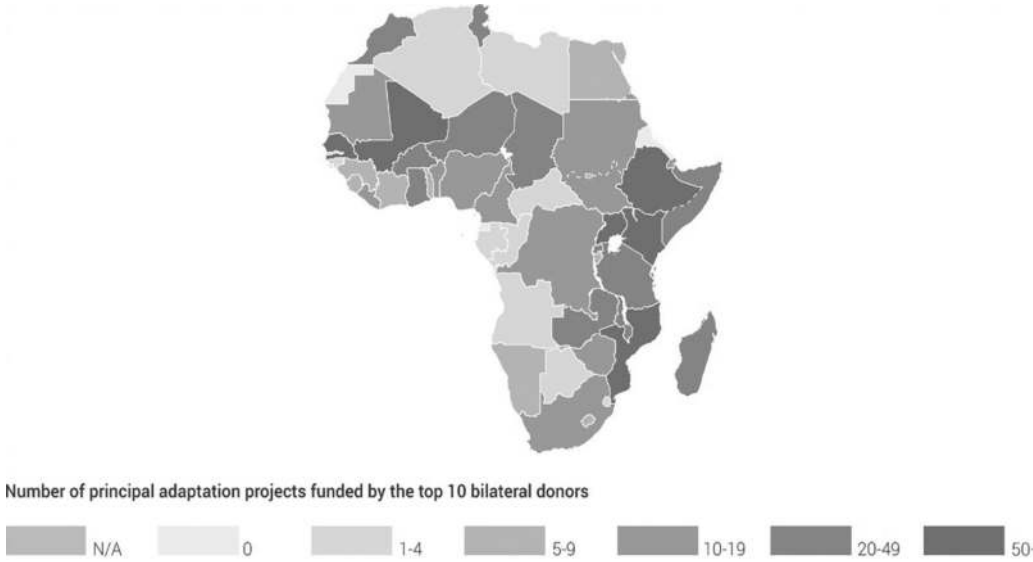 Number of principal adaptation projects funded by the top 10 bilateral donors
N/A 0 1-4 5-9 10-19 20-49 50-